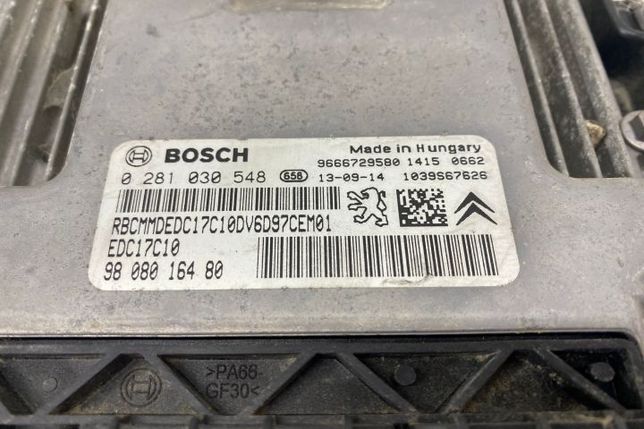 BOSCH
Made in Hungary
0 281 030 548 658
9666729580 1415 0662
13-09-14 1039S67626
RBCMMDEDC17C10DV6D97CEM01
EDC17C10
98 080 164 80
>PA66-
GF30<